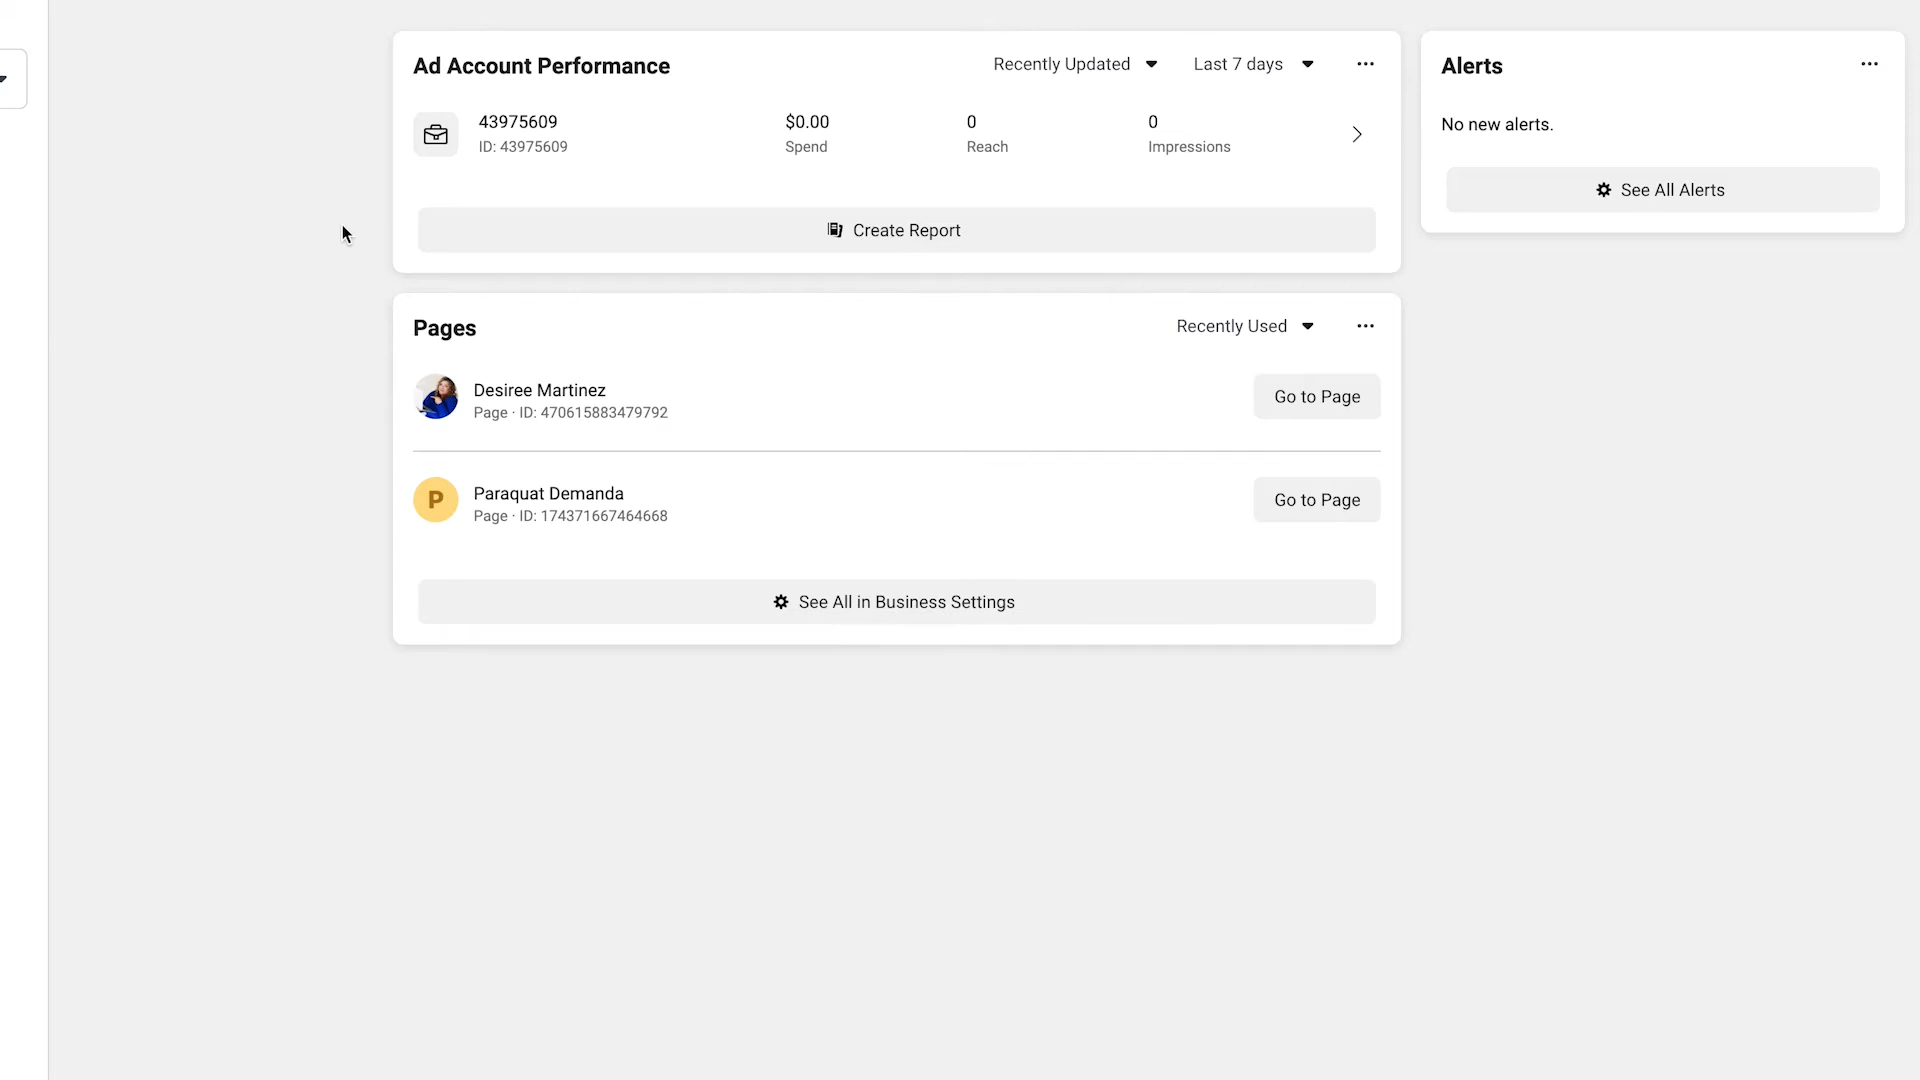 Ad Account Performance
Recently Updated
Last 7 days
43975609
ID: 43975609
$0.00
Spend
0
Reach
0
Impressions
Create Report
Alerts
No new alerts.
See All Alerts
Pages
Recently Used
Desiree Martinez
Page · ID: 470615883479792
Go to Page
P
Paraquat Demanda
Page · ID: 174371667464668
Go to Page
See All in Business Settings